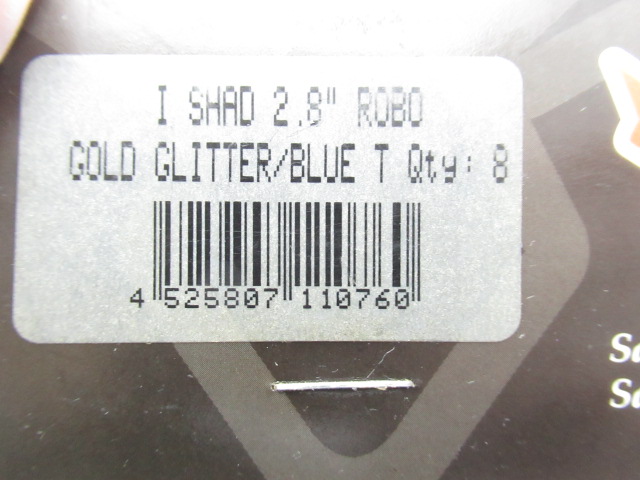 I SHAD 2.8" ROBO
GOLD GLITTER/BLUE T Qty: 8
4 525807 110760